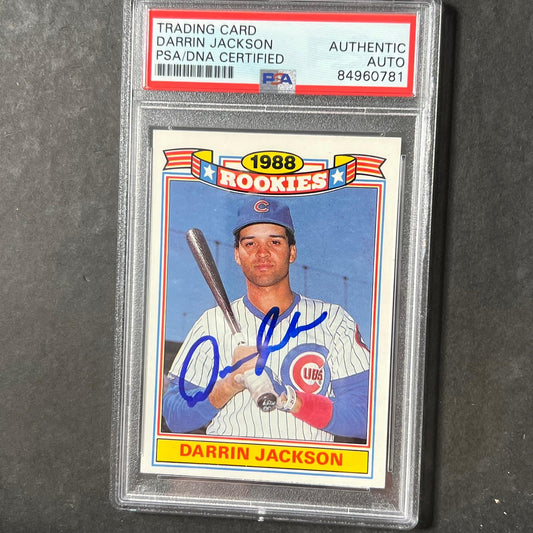 TRADING CARD
DARRIN JACKSON
PSA/DNA CERTIFIED
AUTHENTIC
AUTO
84960781
PSA
1988
ROOKIES
C
CUBS
DARRIN JACKSON